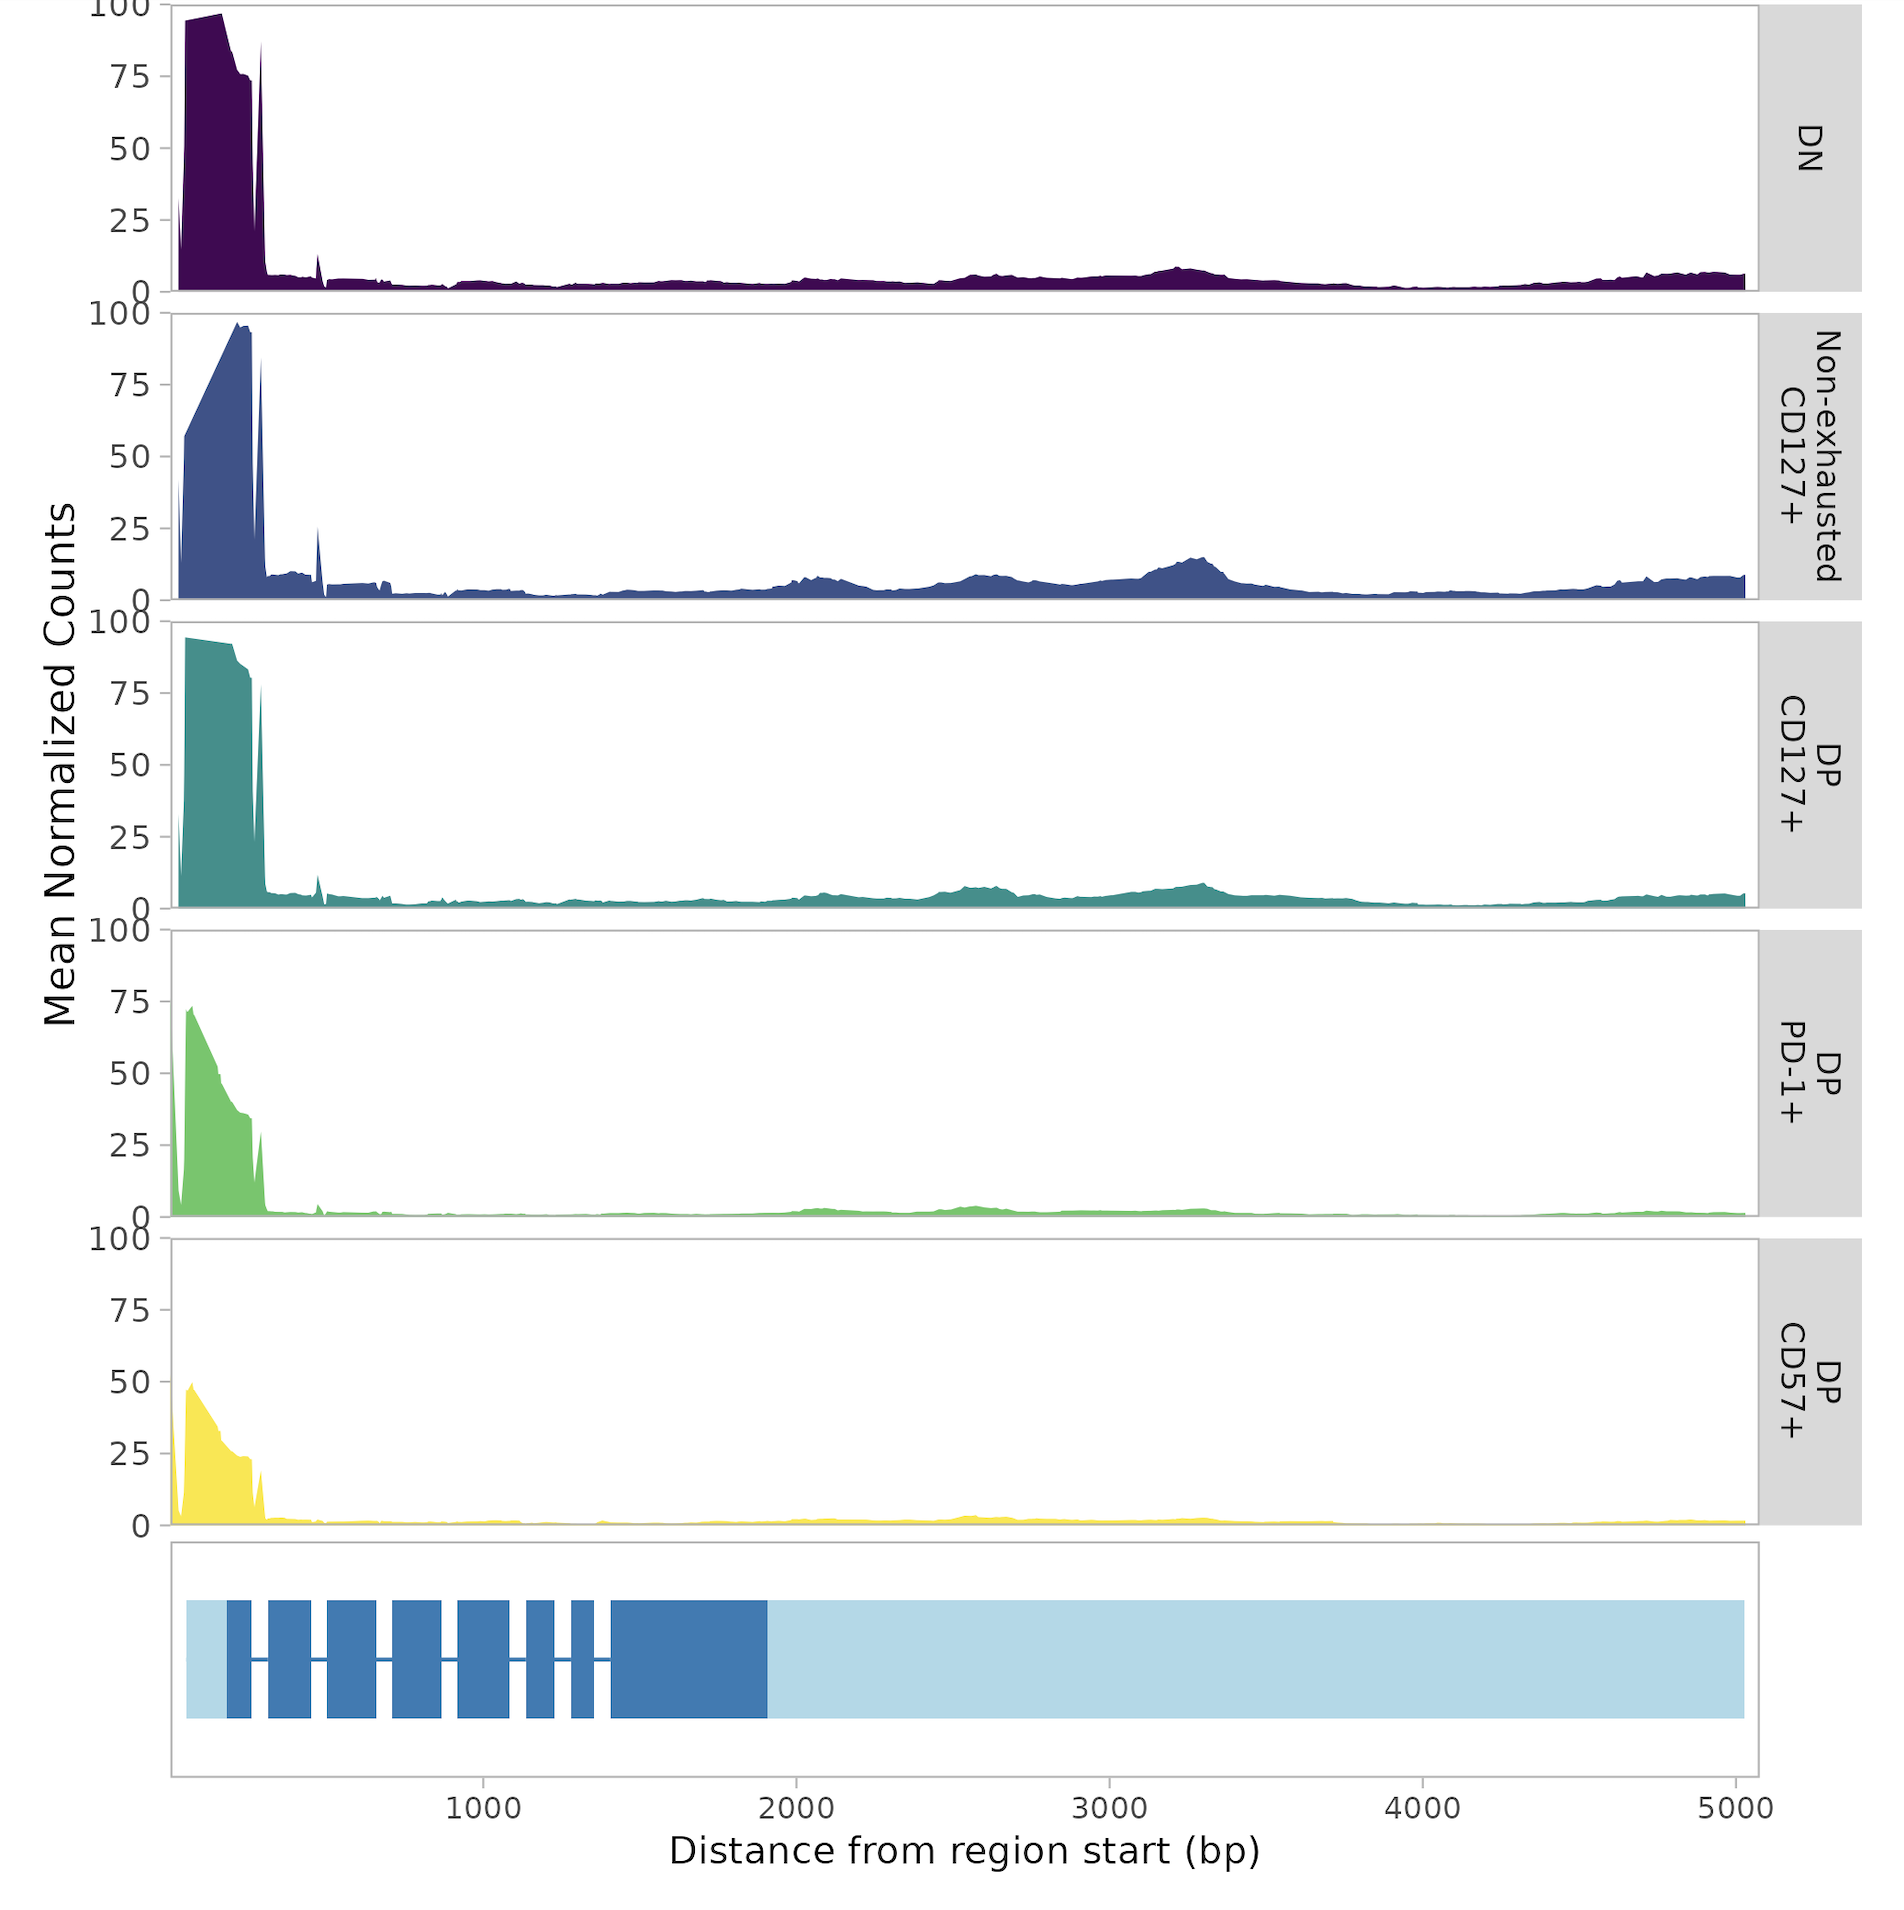 100
75
50
25
0
DN
100
75
50
25
0
Non-exhausted
CD127+
100
75
50
25
0
DP
CD127+
100
75
50
25
0
DP
PD-1+
100
75
50
25
0
DP
CD57+
Mean Normalized Counts
1000 2000 3000 4000 5000
Distance from region start (bp)